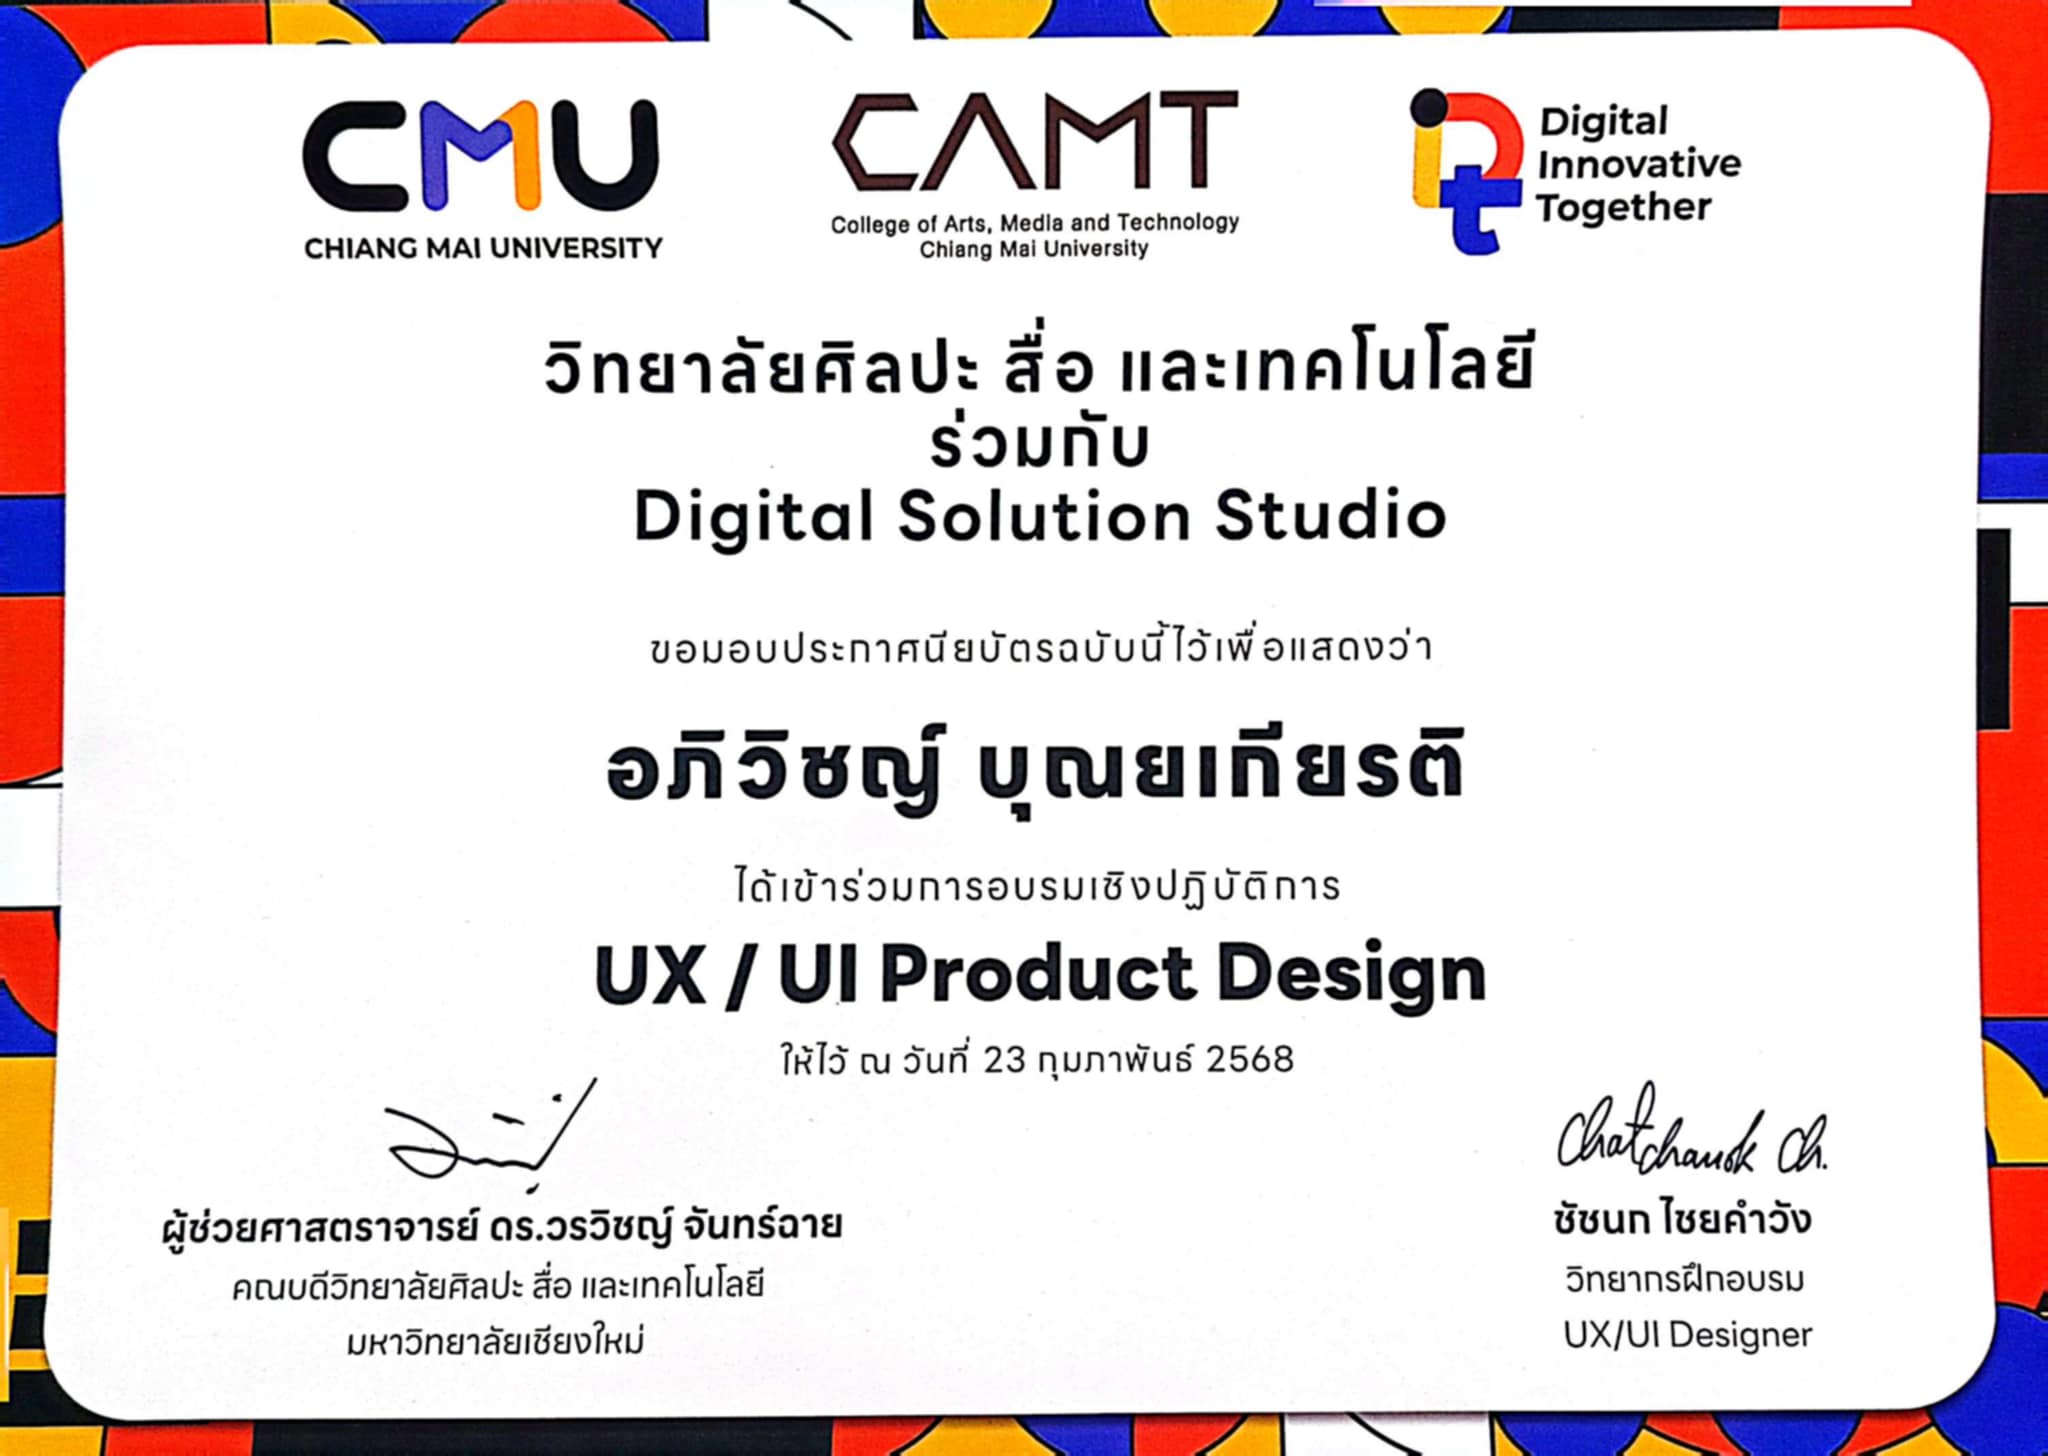 CMU
CHIANG MAI UNIVERSITY
CAMT
College of Arts, Media and Technology
Chiang Mai University
Dit
Digital
Innovative
Together
วิทยาลัยศิลปะ สื่อ และเทคโนโลยี
ร่วมกับ
Digital Solution Studio
ขอมอบประกาศนียบัตรฉบับนี้ไว้เพื่อแสดงว่า
อภิวิชญ์ บุณยเกียรติ
ได้เข้าร่วมการอบรมเชิงปฏิบัติการ
UX / UI Product Design
ให้ไว้ ณ วันที่ 23 กุมภาพันธ์ 2568
Chatchanok Ch.
ผู้ช่วยศาสตราจารย์ ดร.วรวิชญ์ จันทร์ฉาย
คณบดีวิทยาลัยศิลปะ สื่อ และเทคโนโลยี
มหาวิทยาลัยเชียงใหม่
ชัชนก ไชยคำวัง
วิทยากรฝึกอบรม
UX/UI Designer